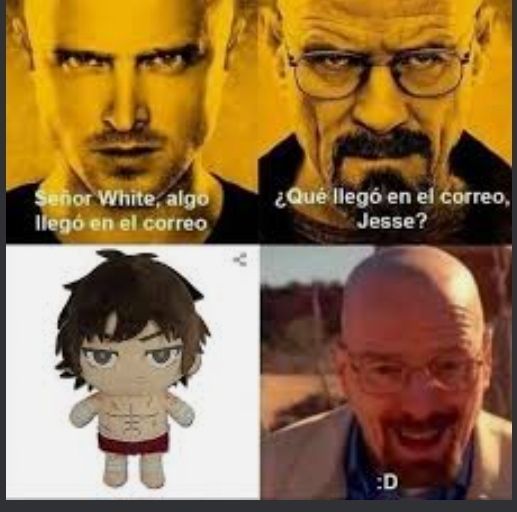 Señor White, algo
llegó en el correo
¿Qué llegó en el correo,
Jesse?
:D